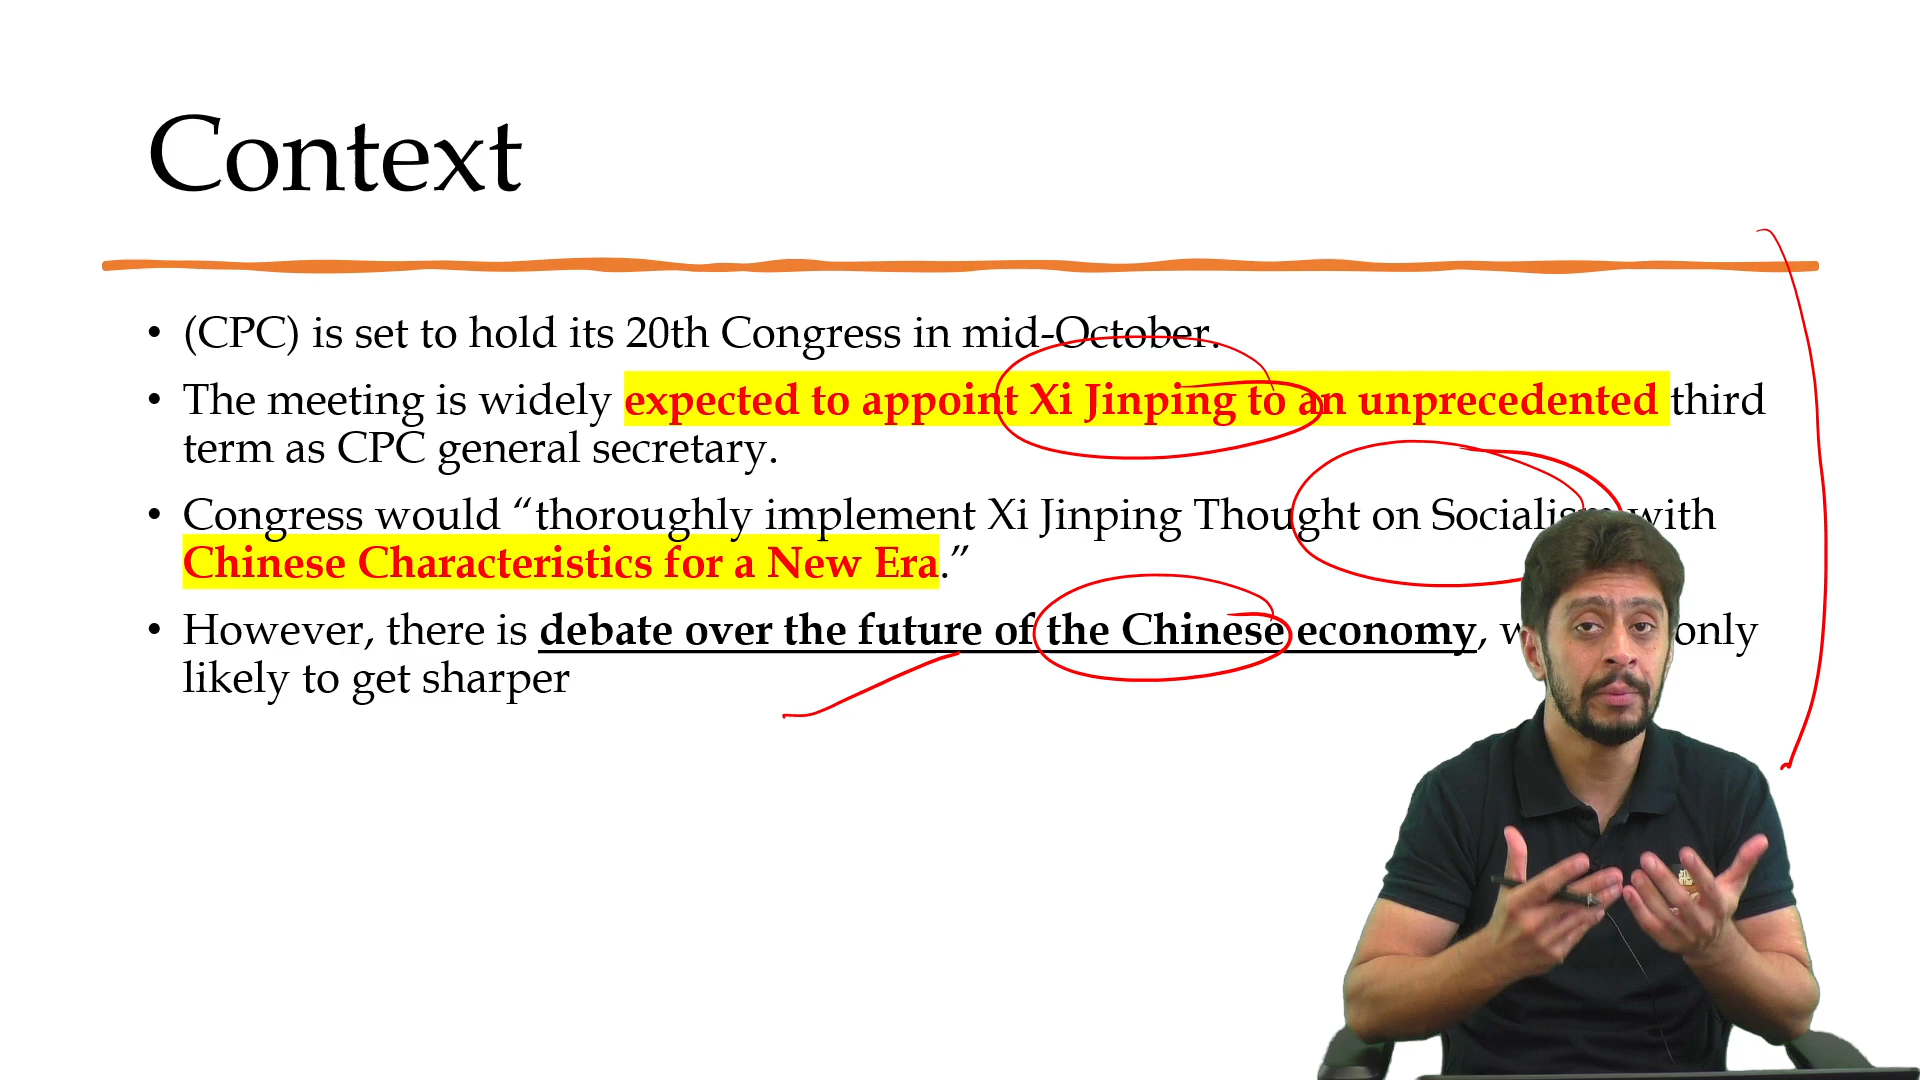 Context
• (CPC) is set to hold its 20th Congress in mid-October.
• The meeting is widely expected to appoint Xi Jinping to an unprecedented third
term as CPC general secretary.
• Congress would “thoroughly implement Xi Jinping Thought on Socialism with
Chinese Characteristics for a New Era.”
• However, there is debate over the future of the Chinese economy, only
likely to get sharper